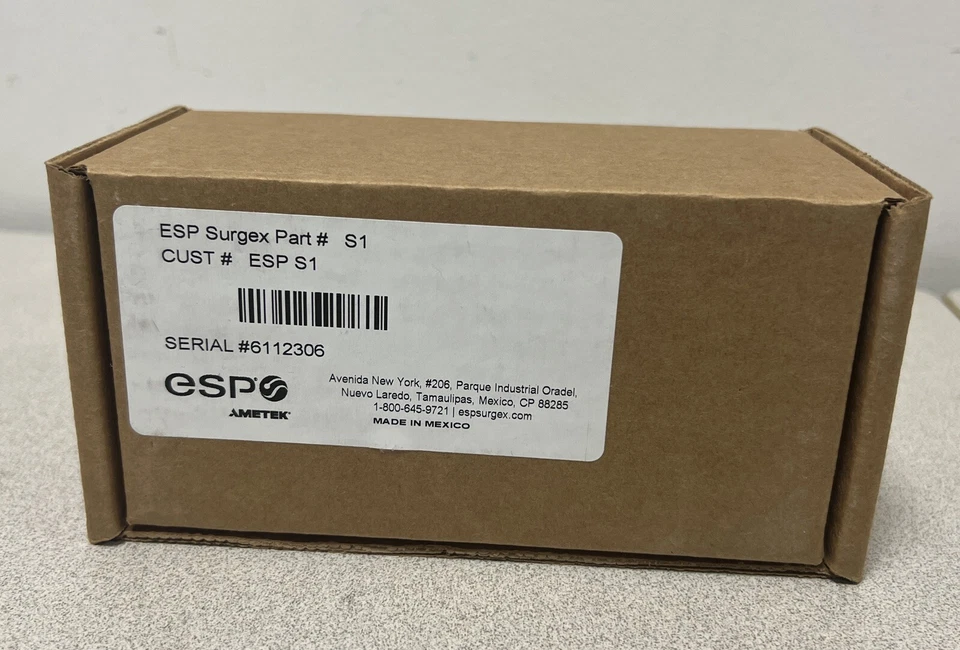 ESP Surgex Part # S1
CUST # ESP S1
SERIAL #6112306
esp
AMETEK
Avenida New York, #206, Parque Industrial Oradel,
Nuevo Laredo, Tamaulipas, Mexico, CP 88285
1-800-645-9721 | espsurgex.com
MADE IN MEXICO